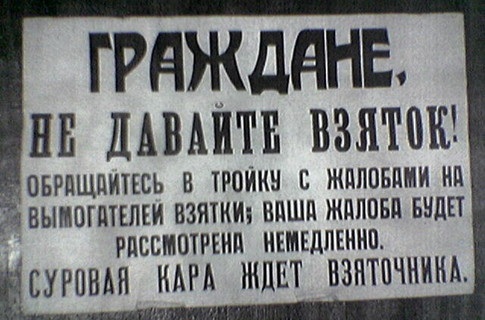 ГРАЖДАНЕ,
НЕ ДАВАЙТЕ ВЗЯТОК!
ОБРАЩАЙТЕСЬ В ТРОЙКУ С ЖАЛОБАМИ НА
ВЫМОГАТЕЛЕЙ ВЗЯТКИ; ВАША ЖАЛОБА БУДЕТ
РАССМОТРЕНА НЕМЕДЛЕННО.
СУРОВАЯ КАРА ЖДЕТ ВЗЯТОЧНИКА.